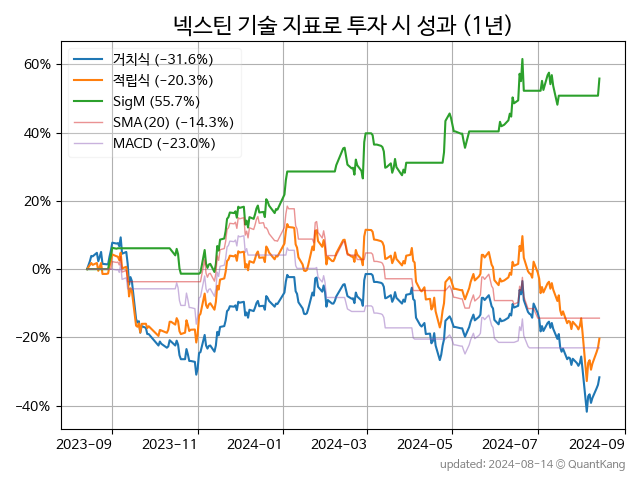 넥스틴 기술 지표로 투자 시 성과 (1년)
거치식 (−31.6%)
적립식 (−20.3%)
SigM (55.7%)
SMA(20) (−14.3%)
MACD (−23.0%)
60%
40%
20%
0%
−20%
−40%
2023-09 2023-11 2024-01 2024-03 2024-05 2024-07 2024-09
updated: 2024-08-14 © QuantKang